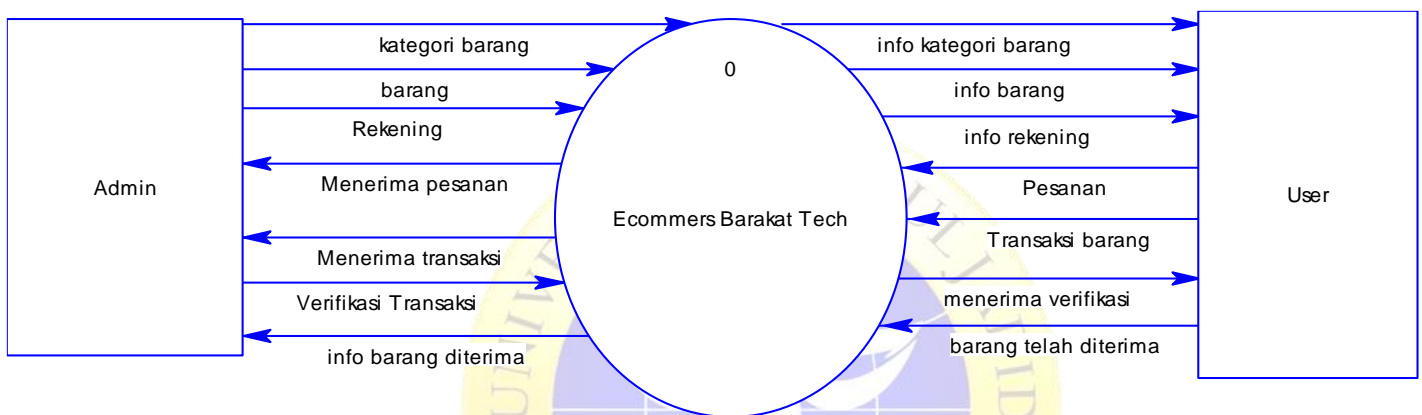 kategori barang
barang
Rekening
Admin
Menerima pesanan
Menerima transaksi
Verifikasi Transaksi
info barang diterima
0
Ecommers Barakat Tech
info kategori barang
info barang
info rekening
Pesanan
User
Transaksi barang
menerima verifikasi
barang telah diterima